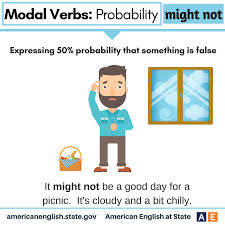 Modal Verbs: Probability might not
Expressing 50% probability that something is false
It might not be a good day for a
picnic. It's cloudy and a bit chilly.
americanenglish.state.gov American English at State A E